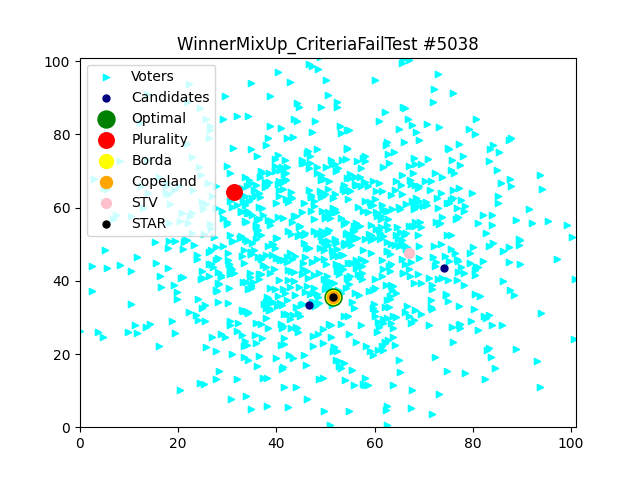 WinnerMixUp_CriteriaFailTest #5038
100
80
60
40
20
0
Voters
Candidates
Optimal
Plurality
Borda
Copeland
STV
STAR
0 20 40 60 80 100